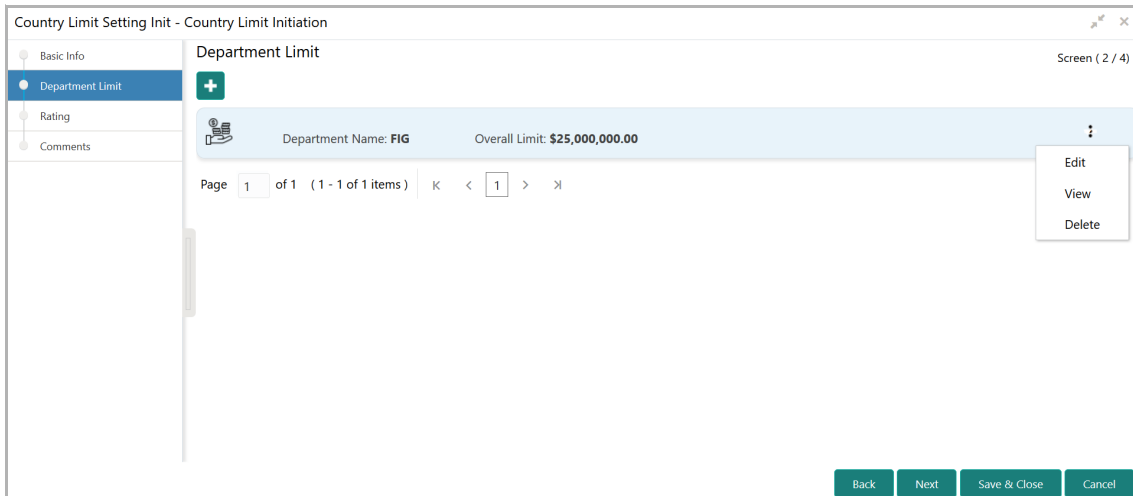 Country Limit Setting Init - Country Limit Initiation
Basic Info
Department Limit
Rating
Comments
Department Limit
Screen ( 2 / 4)
Department Name: FIG Overall Limit: $25,000,000.00
Edit
View
Delete
Page 1 of 1 ( 1 - 1 of 1 items ) 1
Back Next Save & Close Cancel